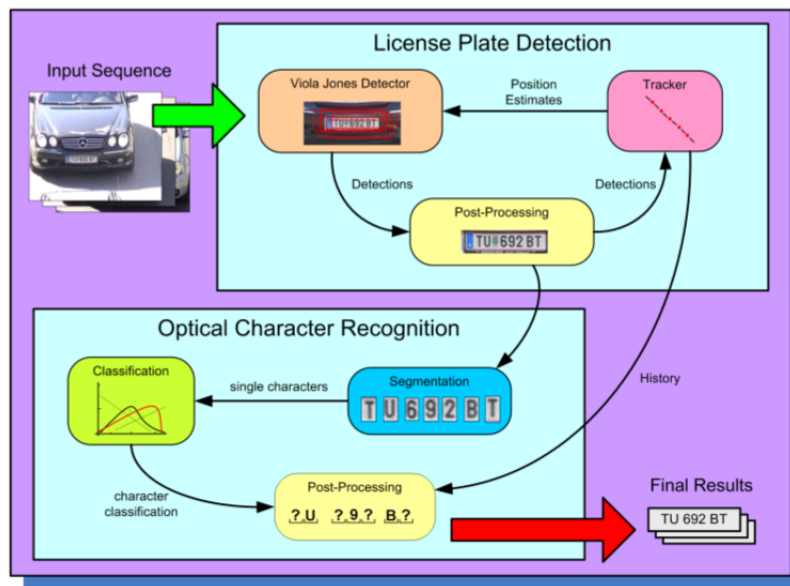 License Plate Detection
Input Sequence
Viola Jones Detector
TU 692 BT
Position
Estimates
Tracker
Detections
Detections
Post-Processing
TU 692 BT
Optical Character Recognition
Classification
single characters
Segmentation
T U 6 9 2 B T
History
character
classification
Post-Processing
? U ? 9 ? B ?
Final Results
TU 692 BT